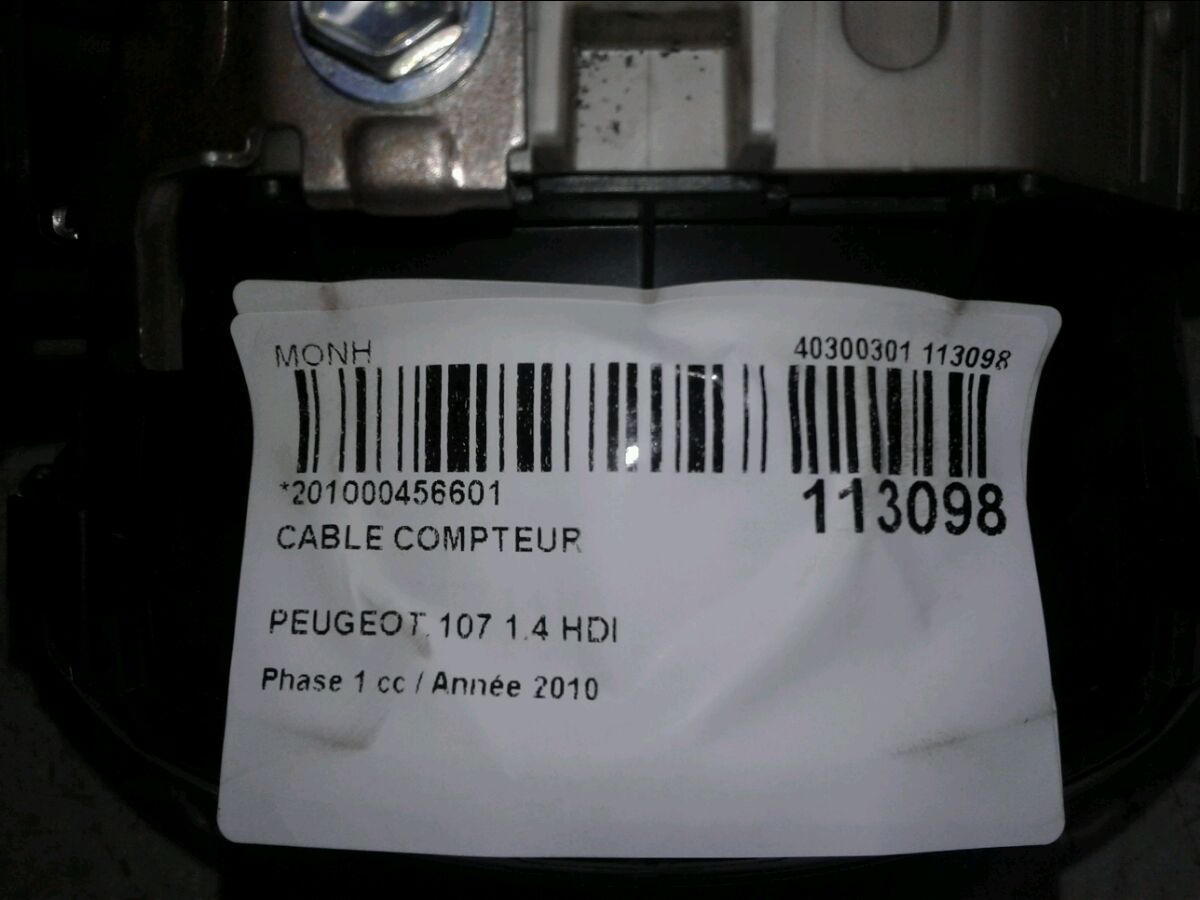 MONH
40300301 113098
*201000456601
113098
CABLE COMPTEUR
PEUGEOT 107 1.4 HDI
Phase 1 cc / Année 2010